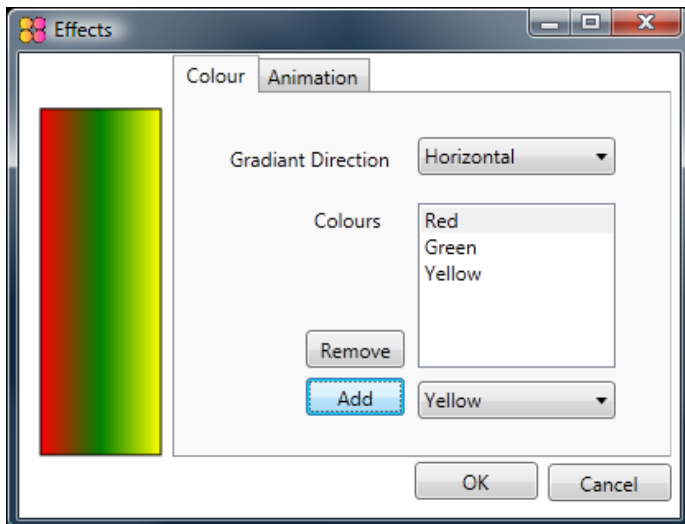 Effects
Colour
Animation
Gradiant Direction
Horizontal
Colours
Red
Green
Yellow
Remove
Add
Yellow
OK
Cancel